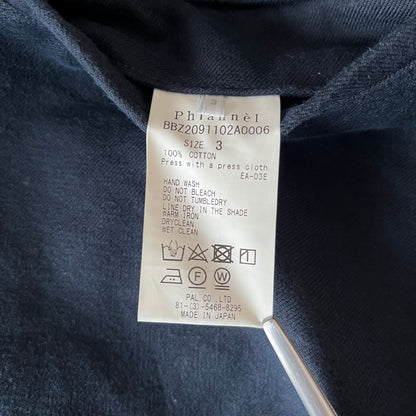 Phlannèl
BBZ2091102A0006
SIZE 3
100% COTTON
Press with a press cloth
EA-03E
HAND WASH
DO NOT BLEACH
DO NOT TUMBLEDRY
LINE DRY IN THE SHADE
WARM IRON
DRYCLEAN
WET CLEAN
F W
PAL CO., LTD
81-(3)-5468-8295
MADE IN JAPAN